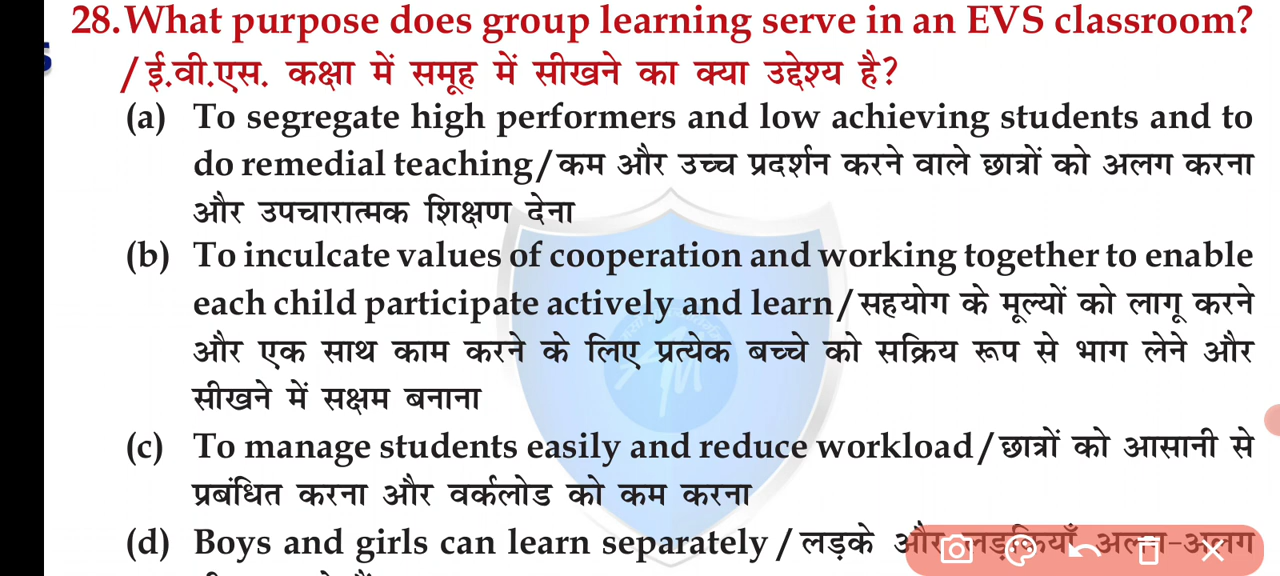 28.What purpose does group learning serve in an EVS classroom?
/ई.वी.एस. कक्षा में समूह में सीखने का क्या उद्देश्य है?
(a) To segregate high performers and low achieving students and to
do remedial teaching/कम और उच्च प्रदर्शन करने वाले छात्रों को अलग करना
और उपचारात्मक शिक्षण देना
(b) To inculcate values of cooperation and working together to enable
each child participate actively and learn/सहयोग के मूल्यों को लागू करने
और एक साथ काम करने के लिए प्रत्येक बच्चे को सक्रिय रूप से भाग लेने और
सीखने में सक्षम बनाना
(c) To manage students easily and reduce workload/छात्रों को आसानी से
प्रबंधित करना और वर्कलोड को कम करना
(d) Boys and girls can learn separately/लड़के और लड़कियाँ अलग-अलग